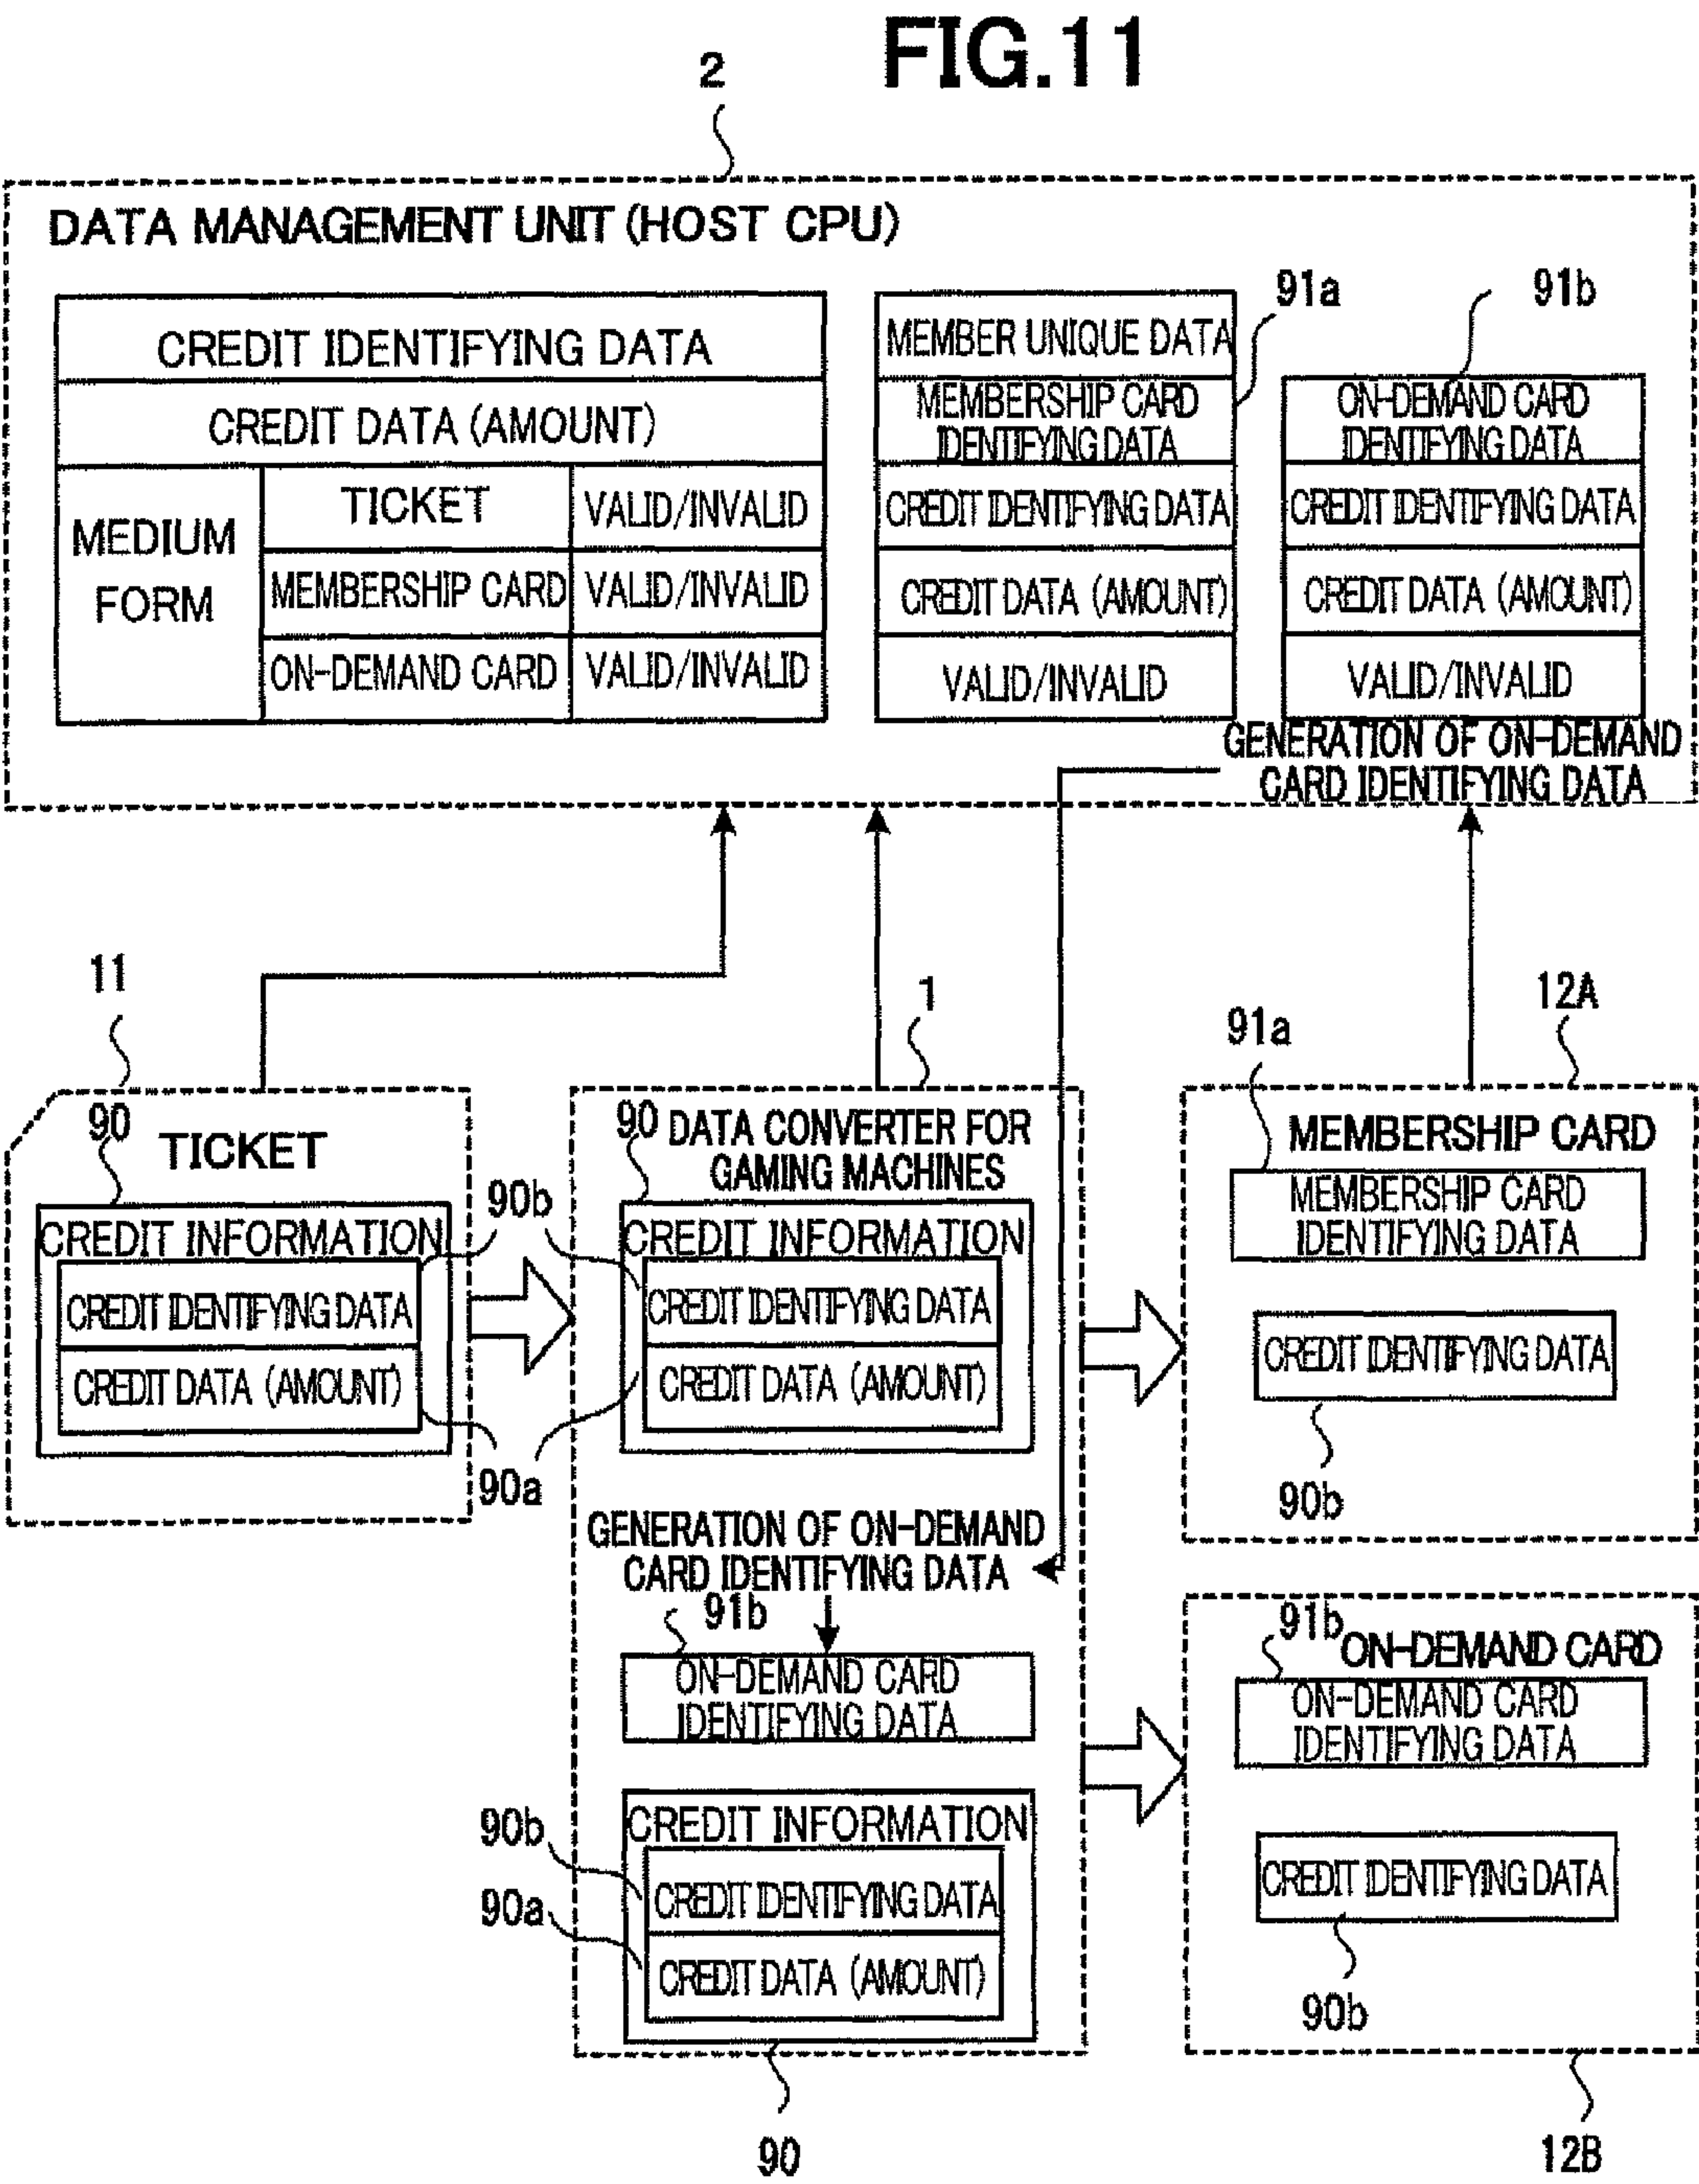 FIG.11
2
DATA MANAGEMENT UNIT (HOST CPU)
CREDIT IDENTIFYING DATA
CREDIT DATA (AMOUNT)
MEDIUM
FORM
TICKET
VALID/INVALID
MEMBERSHIP CARD
VALID/INVALID
ON-DEMAND CARD
VALID/INVALID
91a
MEMBER UNIQUE DATA
MEMBERSHIP CARD
IDENTIFYING DATA
CREDIT IDENTIFYING DATA
CREDIT DATA (AMOUNT)
VALID/INVALID
91b
ON-DEMAND CARD
IDENTIFYING DATA
CREDIT IDENTIFYING DATA
CREDIT DATA (AMOUNT)
VALID/INVALID
GENERATION OF ON-DEMAND
CARD IDENTIFYING DATA
11
90
TICKET
CREDIT INFORMATION
CREDIT IDENTIFYING DATA
CREDIT DATA (AMOUNT)
90b
90a
1
90
DATA CONVERTER FOR
GAMING MACHINES
CREDIT INFORMATION
CREDIT IDENTIFYING DATA
CREDIT DATA (AMOUNT)
GENERATION OF ON-DEMAND
CARD IDENTIFYING DATA
91b
ON-DEMAND CARD
IDENTIFYING DATA
90b
90a
CREDIT INFORMATION
CREDIT IDENTIFYING DATA
CREDIT DATA (AMOUNT)
90
12A
91a
MEMBERSHIP CARD
MEMBERSHIP CARD
IDENTIFYING DATA
CREDIT IDENTIFYING DATA
90b
91b
ON-DEMAND CARD
ON-DEMAND CARD
IDENTIFYING DATA
CREDIT IDENTIFYING DATA
90b
12B